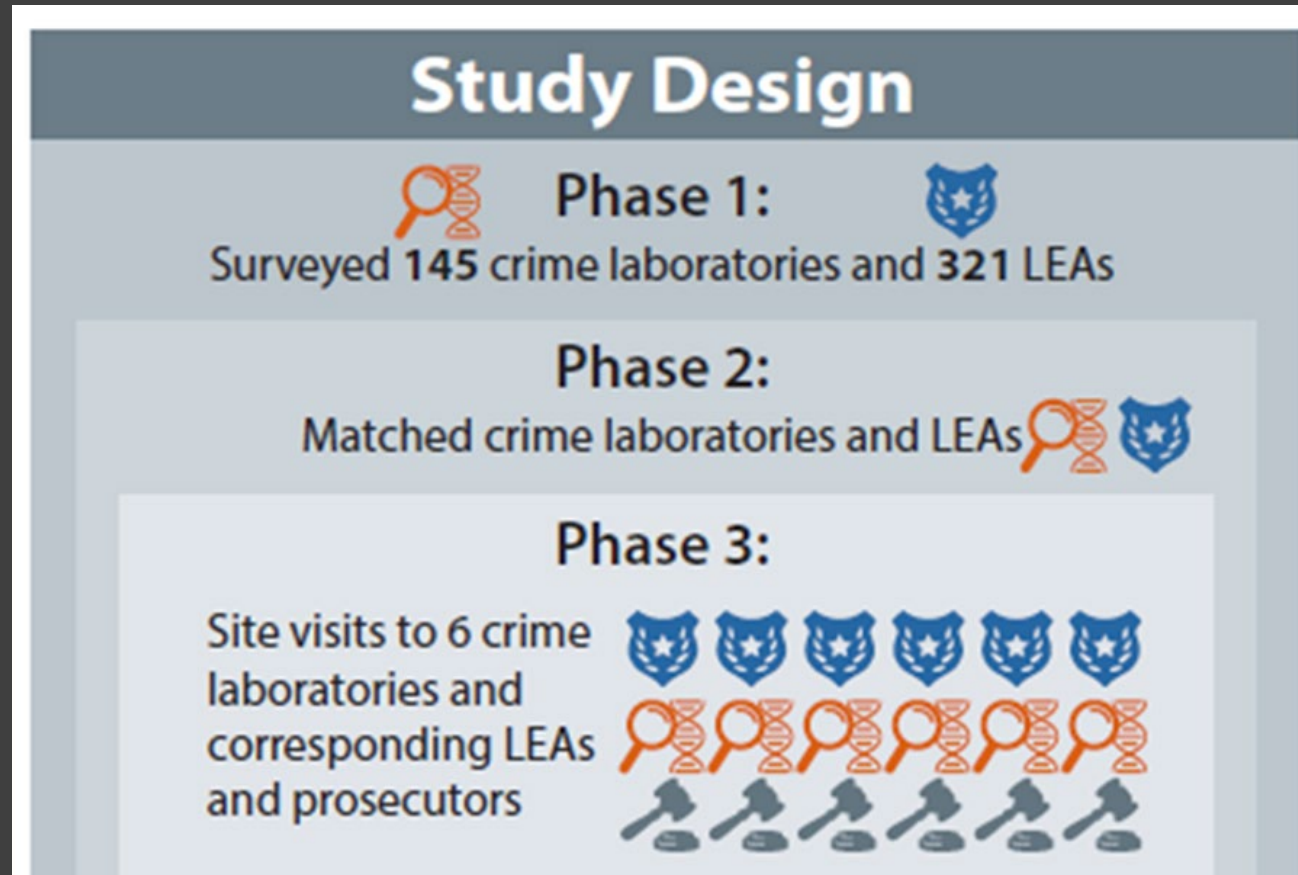 Study Design
Phase 1:
Surveyed 145 crime laboratories and 321 LEAs
Phase 2:
Matched crime laboratories and LEAs
Phase 3:
Site visits to 6 crime
laboratories and
corresponding LEAs
and prosecutors